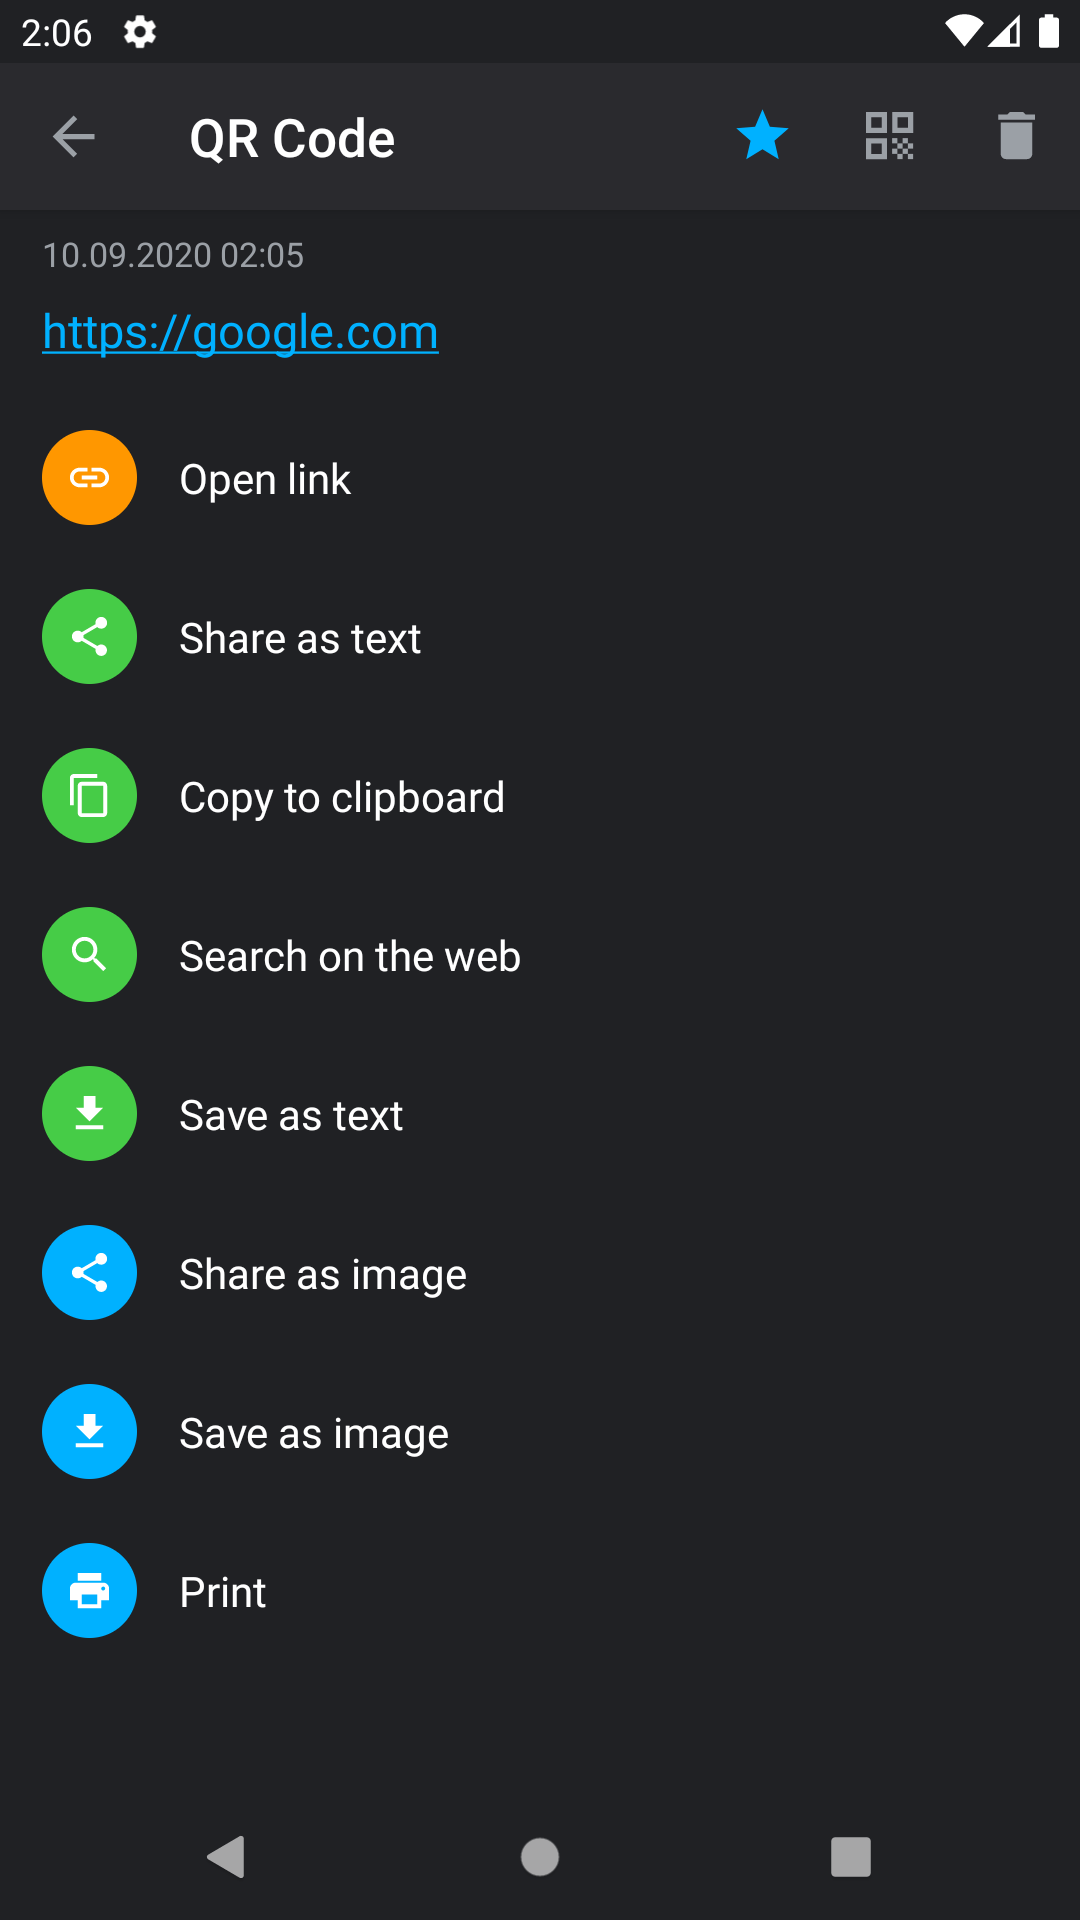 2:06
QR Code
10.09.2020 02:05
https://google.com
Open link
Share as text
Copy to clipboard
Search on the web
Save as text
Share as image
Save as image
Print